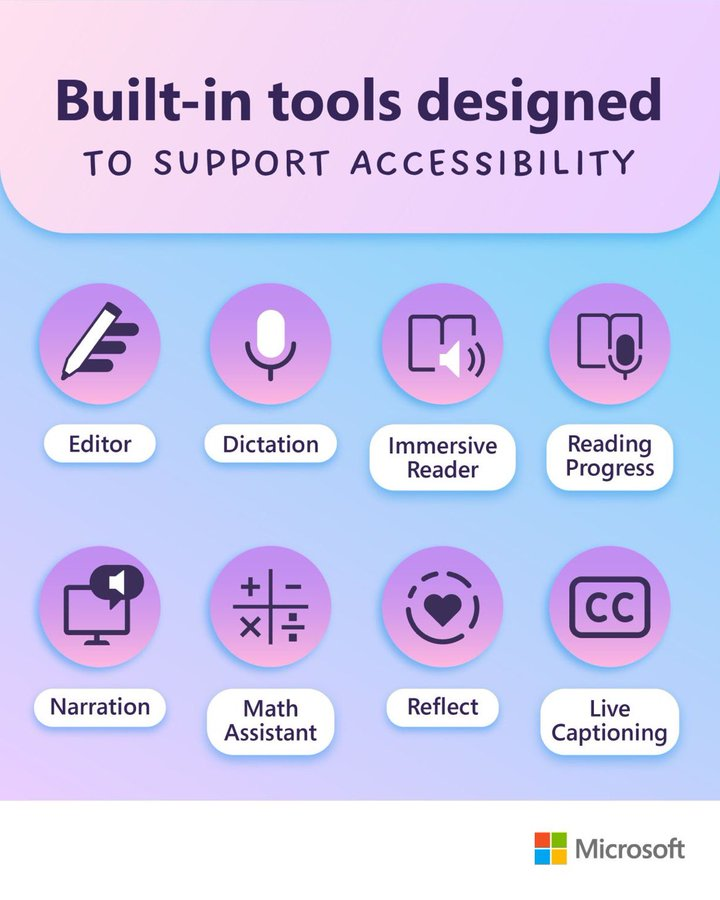 Built-in tools designed
TO SUPPORT ACCESSIBILITY
Editor
Dictation
Immersive
Reader
Reading
Progress
CC
Narration
Math
Assistant
Reflect
Live
Captioning
Microsoft